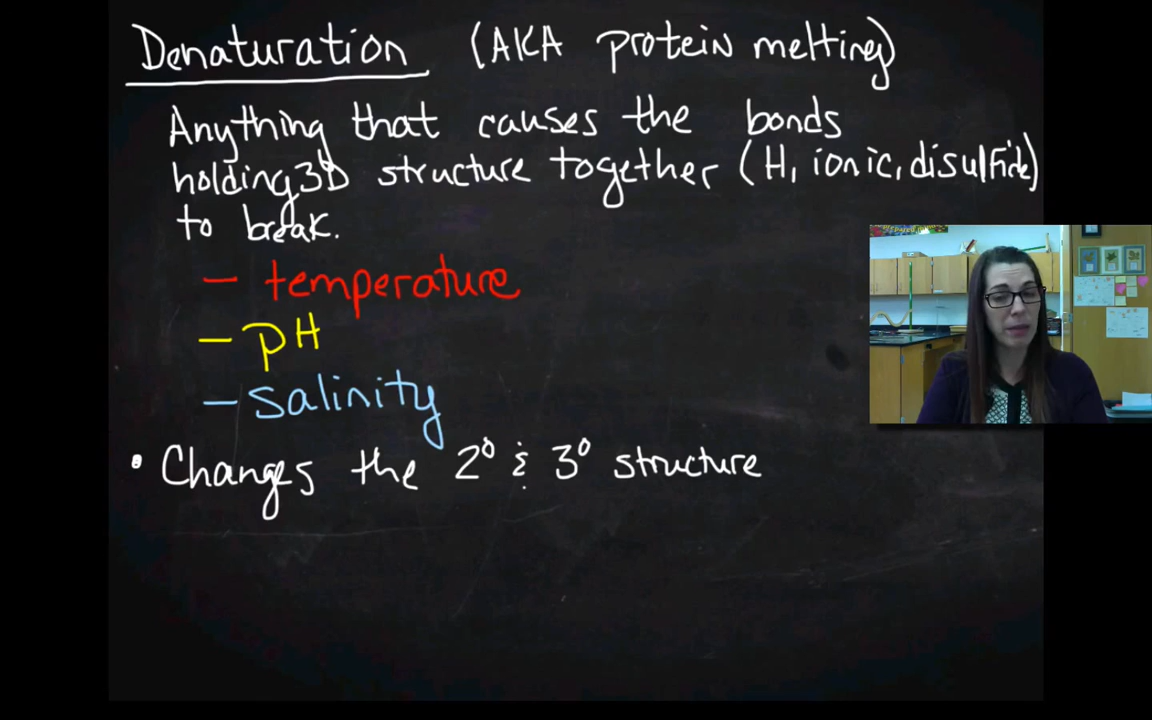 Denaturation (AKA protein melting)
Anything that causes the bonds
holding 3D structure together (H, ionic, disulfide)
to break.
- temperature
- pH
- salinity
• Changes the 2° & 3° structure